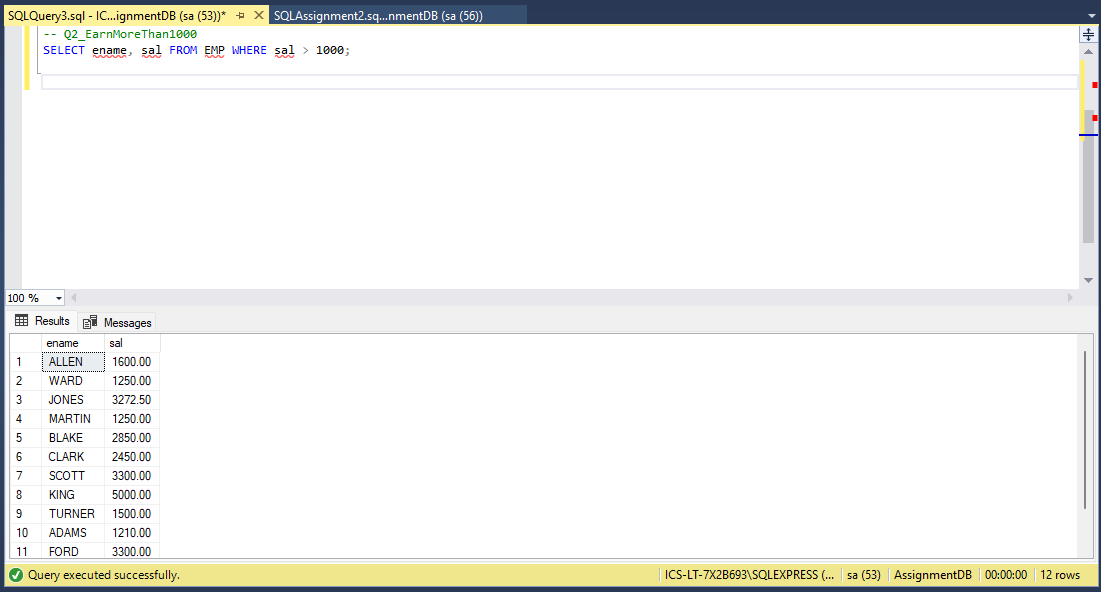 SQLQuery3.sql - IC...ignmentDB (sa (53))* SQLAssignment2.sq...nmentDB (sa (56))
-- Q2_EarnMoreThan1000
SELECT ename, sal FROM EMP WHERE sal > 1000;
100 %
Results Messages
ename sal
1 ALLEN 1600.00
2 WARD 1250.00
3 JONES 3272.50
4 MARTIN 1250.00
5 BLAKE 2850.00
6 CLARK 2450.00
7 SCOTT 3300.00
8 KING 5000.00
9 TURNER 1500.00
10 ADAMS 1210.00
11 FORD 3300.00
Query executed successfully. ICS-LT-7X2B693\SQLEXPRESS (... sa (53) AssignmentDB 00:00:00 12 rows